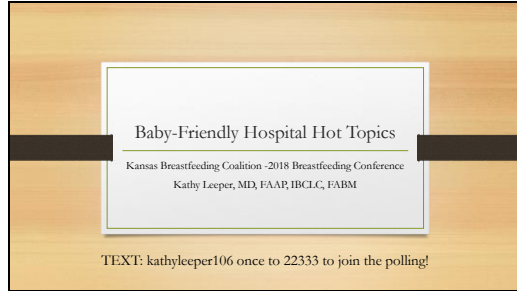 Baby-Friendly Hospital Hot Topics
Kansas Breastfeeding Coalition -2018 Breastfeeding Conference
Kathy Leeper, MD, FAAP, IBCLC, FABM
TEXT: kathyleeper106 once to 22333 to join the polling!